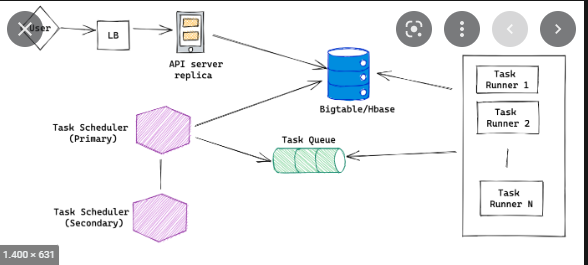 User
LB
API server
replica
Bigtable/Hbase
Task
Runner 1
Task
Runner 2
Task
Runner N
Task Scheduler
(Primary)
Task Queue
Task Scheduler
(Secondary)
1.400 × 631